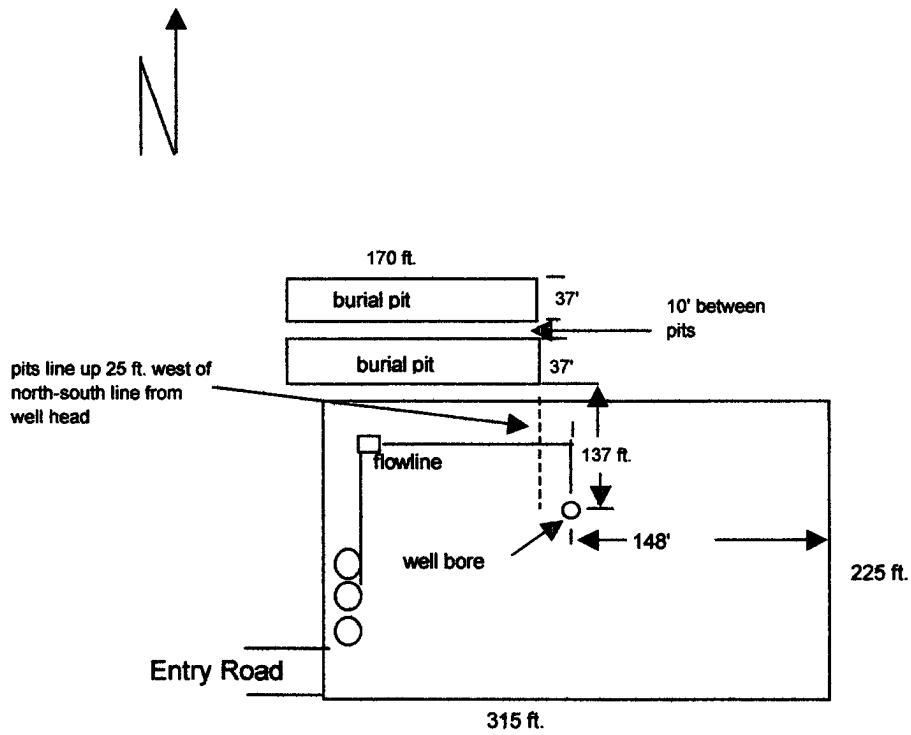 N
170 ft.
burial pit
37'
10' between
pits
burial pit
37'
pits line up 25 ft. west of
north-south line from
well head
flowline
137 ft.
well bore
148'
225 ft.
Entry Road
315 ft.